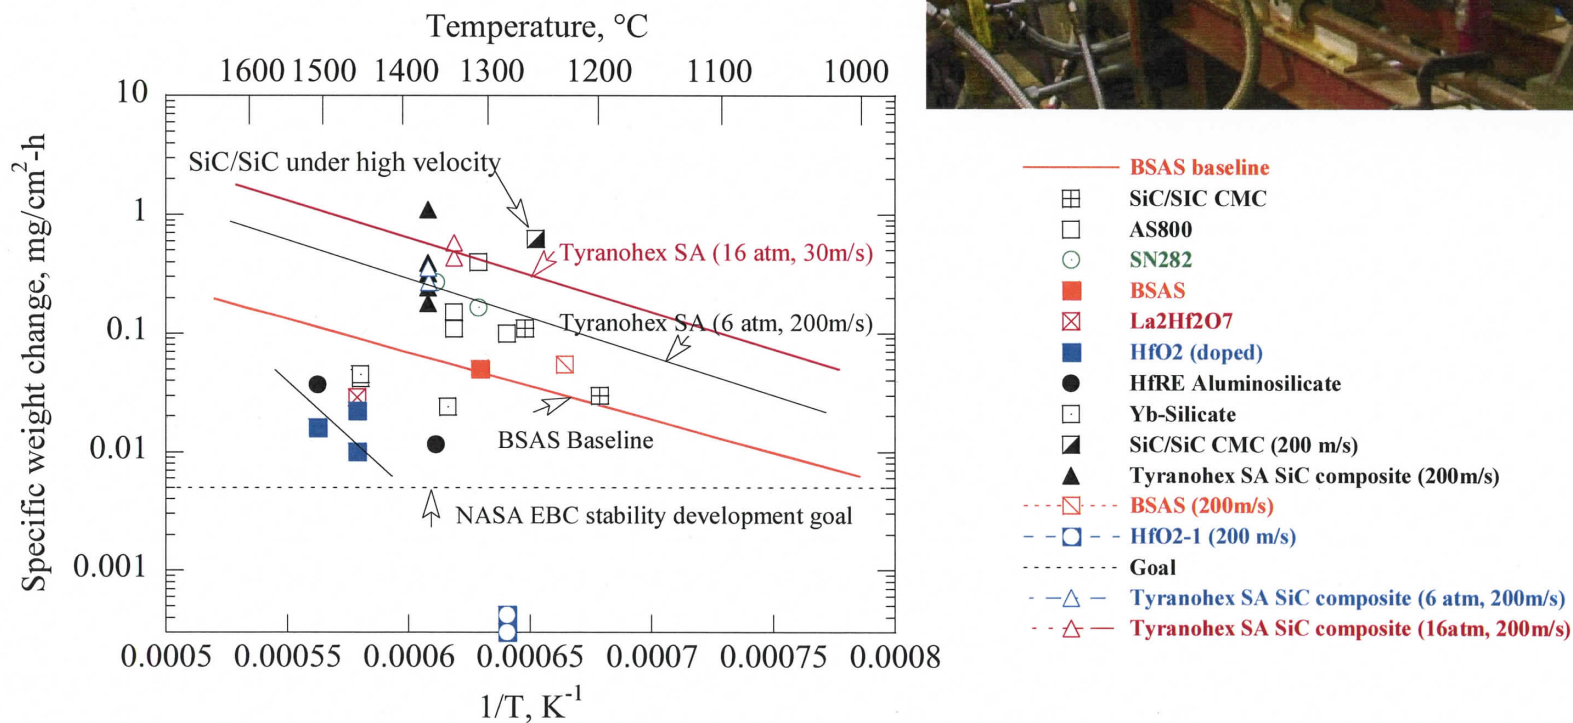 Temperature, °C
1600 1500 1400 1300 1200 1100 1000
10
1
0.1
0.01
0.001
Specific weight change, mg/cm²-h
SiC/SiC under high velocity
Tyranohex SA (16 atm, 30m/s)
Tyranohex SA (6 atm, 200m/s)
BSAS Baseline
NASA EBC stability development goal
0.0005 0.00055 0.0006 0.00065 0.0007 0.00075 0.0008
1/T, K⁻¹
BSAS baseline
SiC/SIC CMC
AS800
SN282
BSAS
La2Hf2O7
HfO2 (doped)
HfRE Aluminosilicate
Yb-Silicate
SiC/SiC CMC (200 m/s)
Tyranohex SA SiC composite (200m/s)
BSAS (200m/s)
HfO2-1 (200 m/s)
Goal
Tyranohex SA SiC composite (6 atm, 200m/s)
Tyranohex SA SiC composite (16atm, 200m/s)